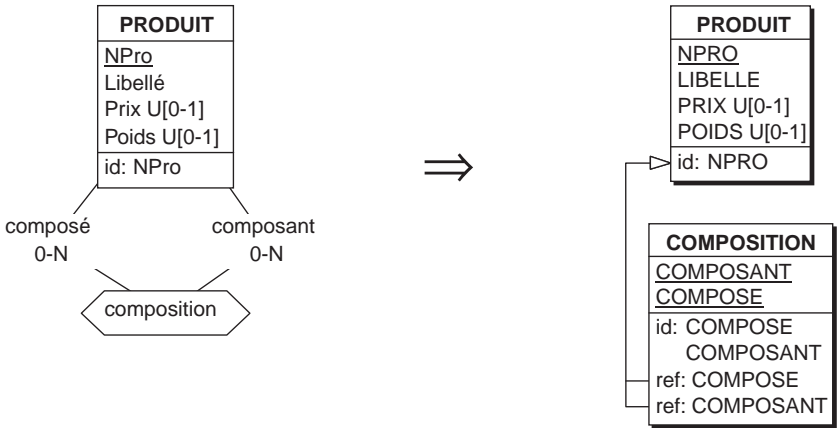 PRODUIT
NPro
Libellé
Prix U[0-1]
Poids U[0-1]
id: NPro
composé
0-N
composant
0-N
composition
⇒
PRODUIT
NPRO
LIBELLE
PRIX U[0-1]
POIDS U[0-1]
id: NPRO
COMPOSITION
COMPOSANT
COMPOSE
id: COMPOSE
COMPOSANT
ref: COMPOSE
ref: COMPOSANT